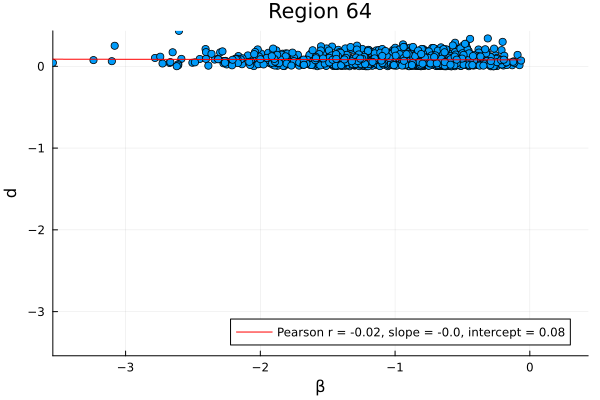 Region 64
0
−1
−2
−3
d
Pearson r = -0.02, slope = -0.0, intercept = 0.08
−3 −2 −1 0
β